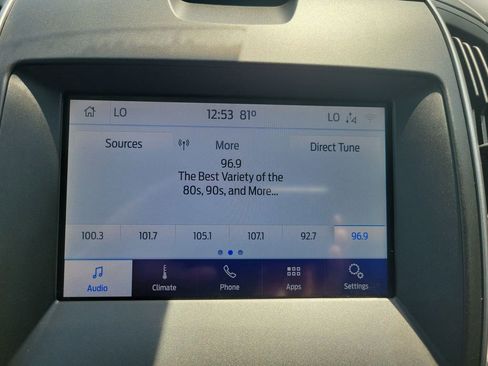 LO 12:53 81° LO
Sources More Direct Tune
96.9
The Best Variety of the
80s, 90s, and More...
100.3 101.7 105.1 107.1 92.7 96.9
Audio Climate Phone Apps Settings